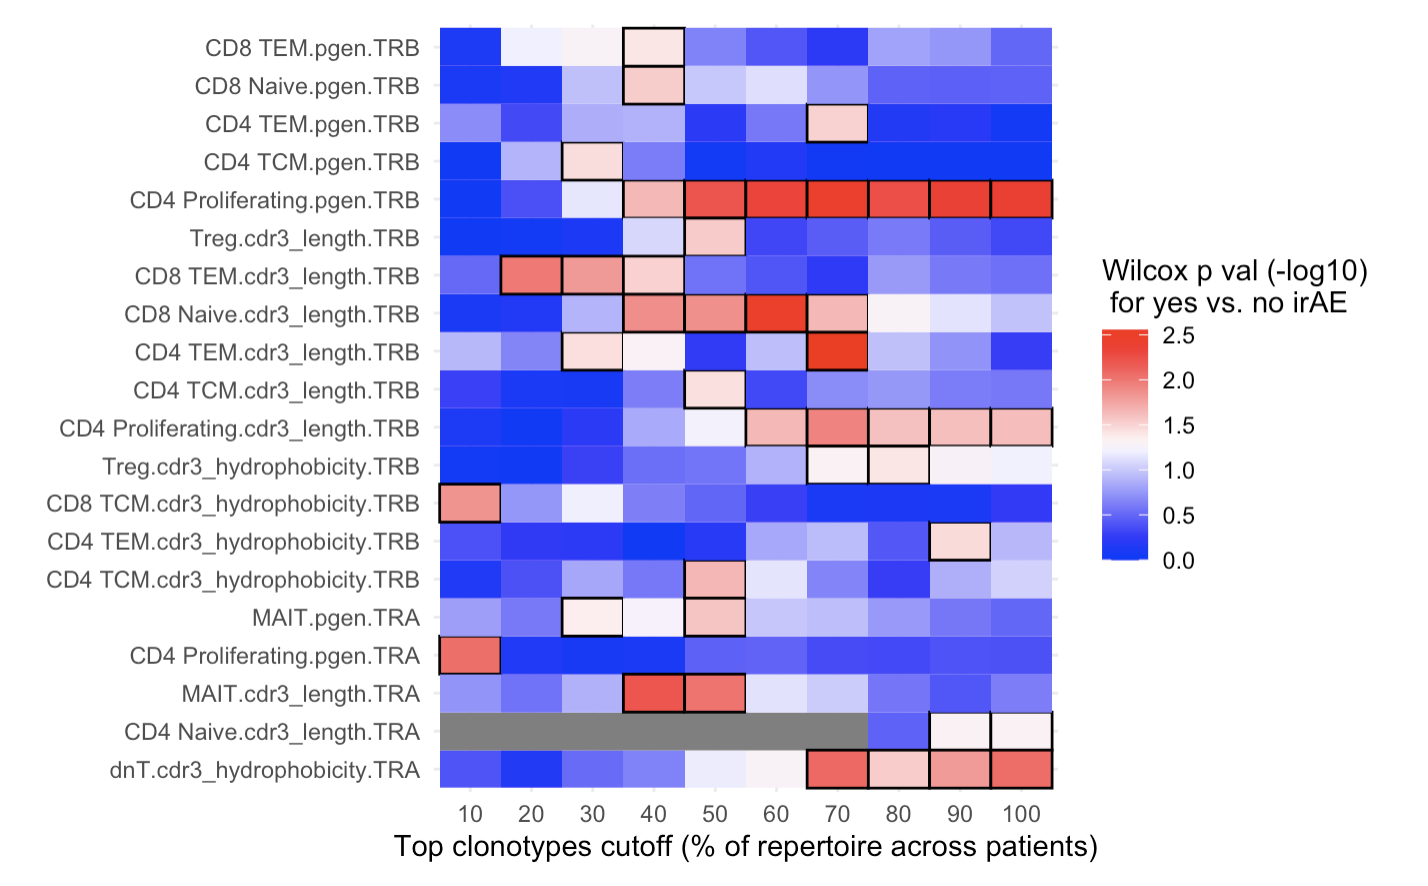 CD8 TEM.pgen.TRB
CD8 Naive.pgen.TRB
CD4 TEM.pgen.TRB
CD4 TCM.pgen.TRB
CD4 Proliferating.pgen.TRB
Treg.cdr3_length.TRB
CD8 TEM.cdr3_length.TRB
CD8 Naive.cdr3_length.TRB
CD4 TEM.cdr3_length.TRB
CD4 TCM.cdr3_length.TRB
CD4 Proliferating.cdr3_length.TRB
Treg.cdr3_hydrophobicity.TRB
CD8 TCM.cdr3_hydrophobicity.TRB
CD4 TEM.cdr3_hydrophobicity.TRB
CD4 TCM.cdr3_hydrophobicity.TRB
MAIT.pgen.TRA
CD4 Proliferating.pgen.TRA
MAIT.cdr3_length.TRA
CD4 Naive.cdr3_length.TRA
dnT.cdr3_hydrophobicity.TRA
10 20 30 40 50 60 70 80 90 100
Top clonotypes cutoff (% of repertoire across patients)
Wilcox p val (-log10)
for yes vs. no irAE
2.5
2.0
1.5
1.0
0.5
0.0